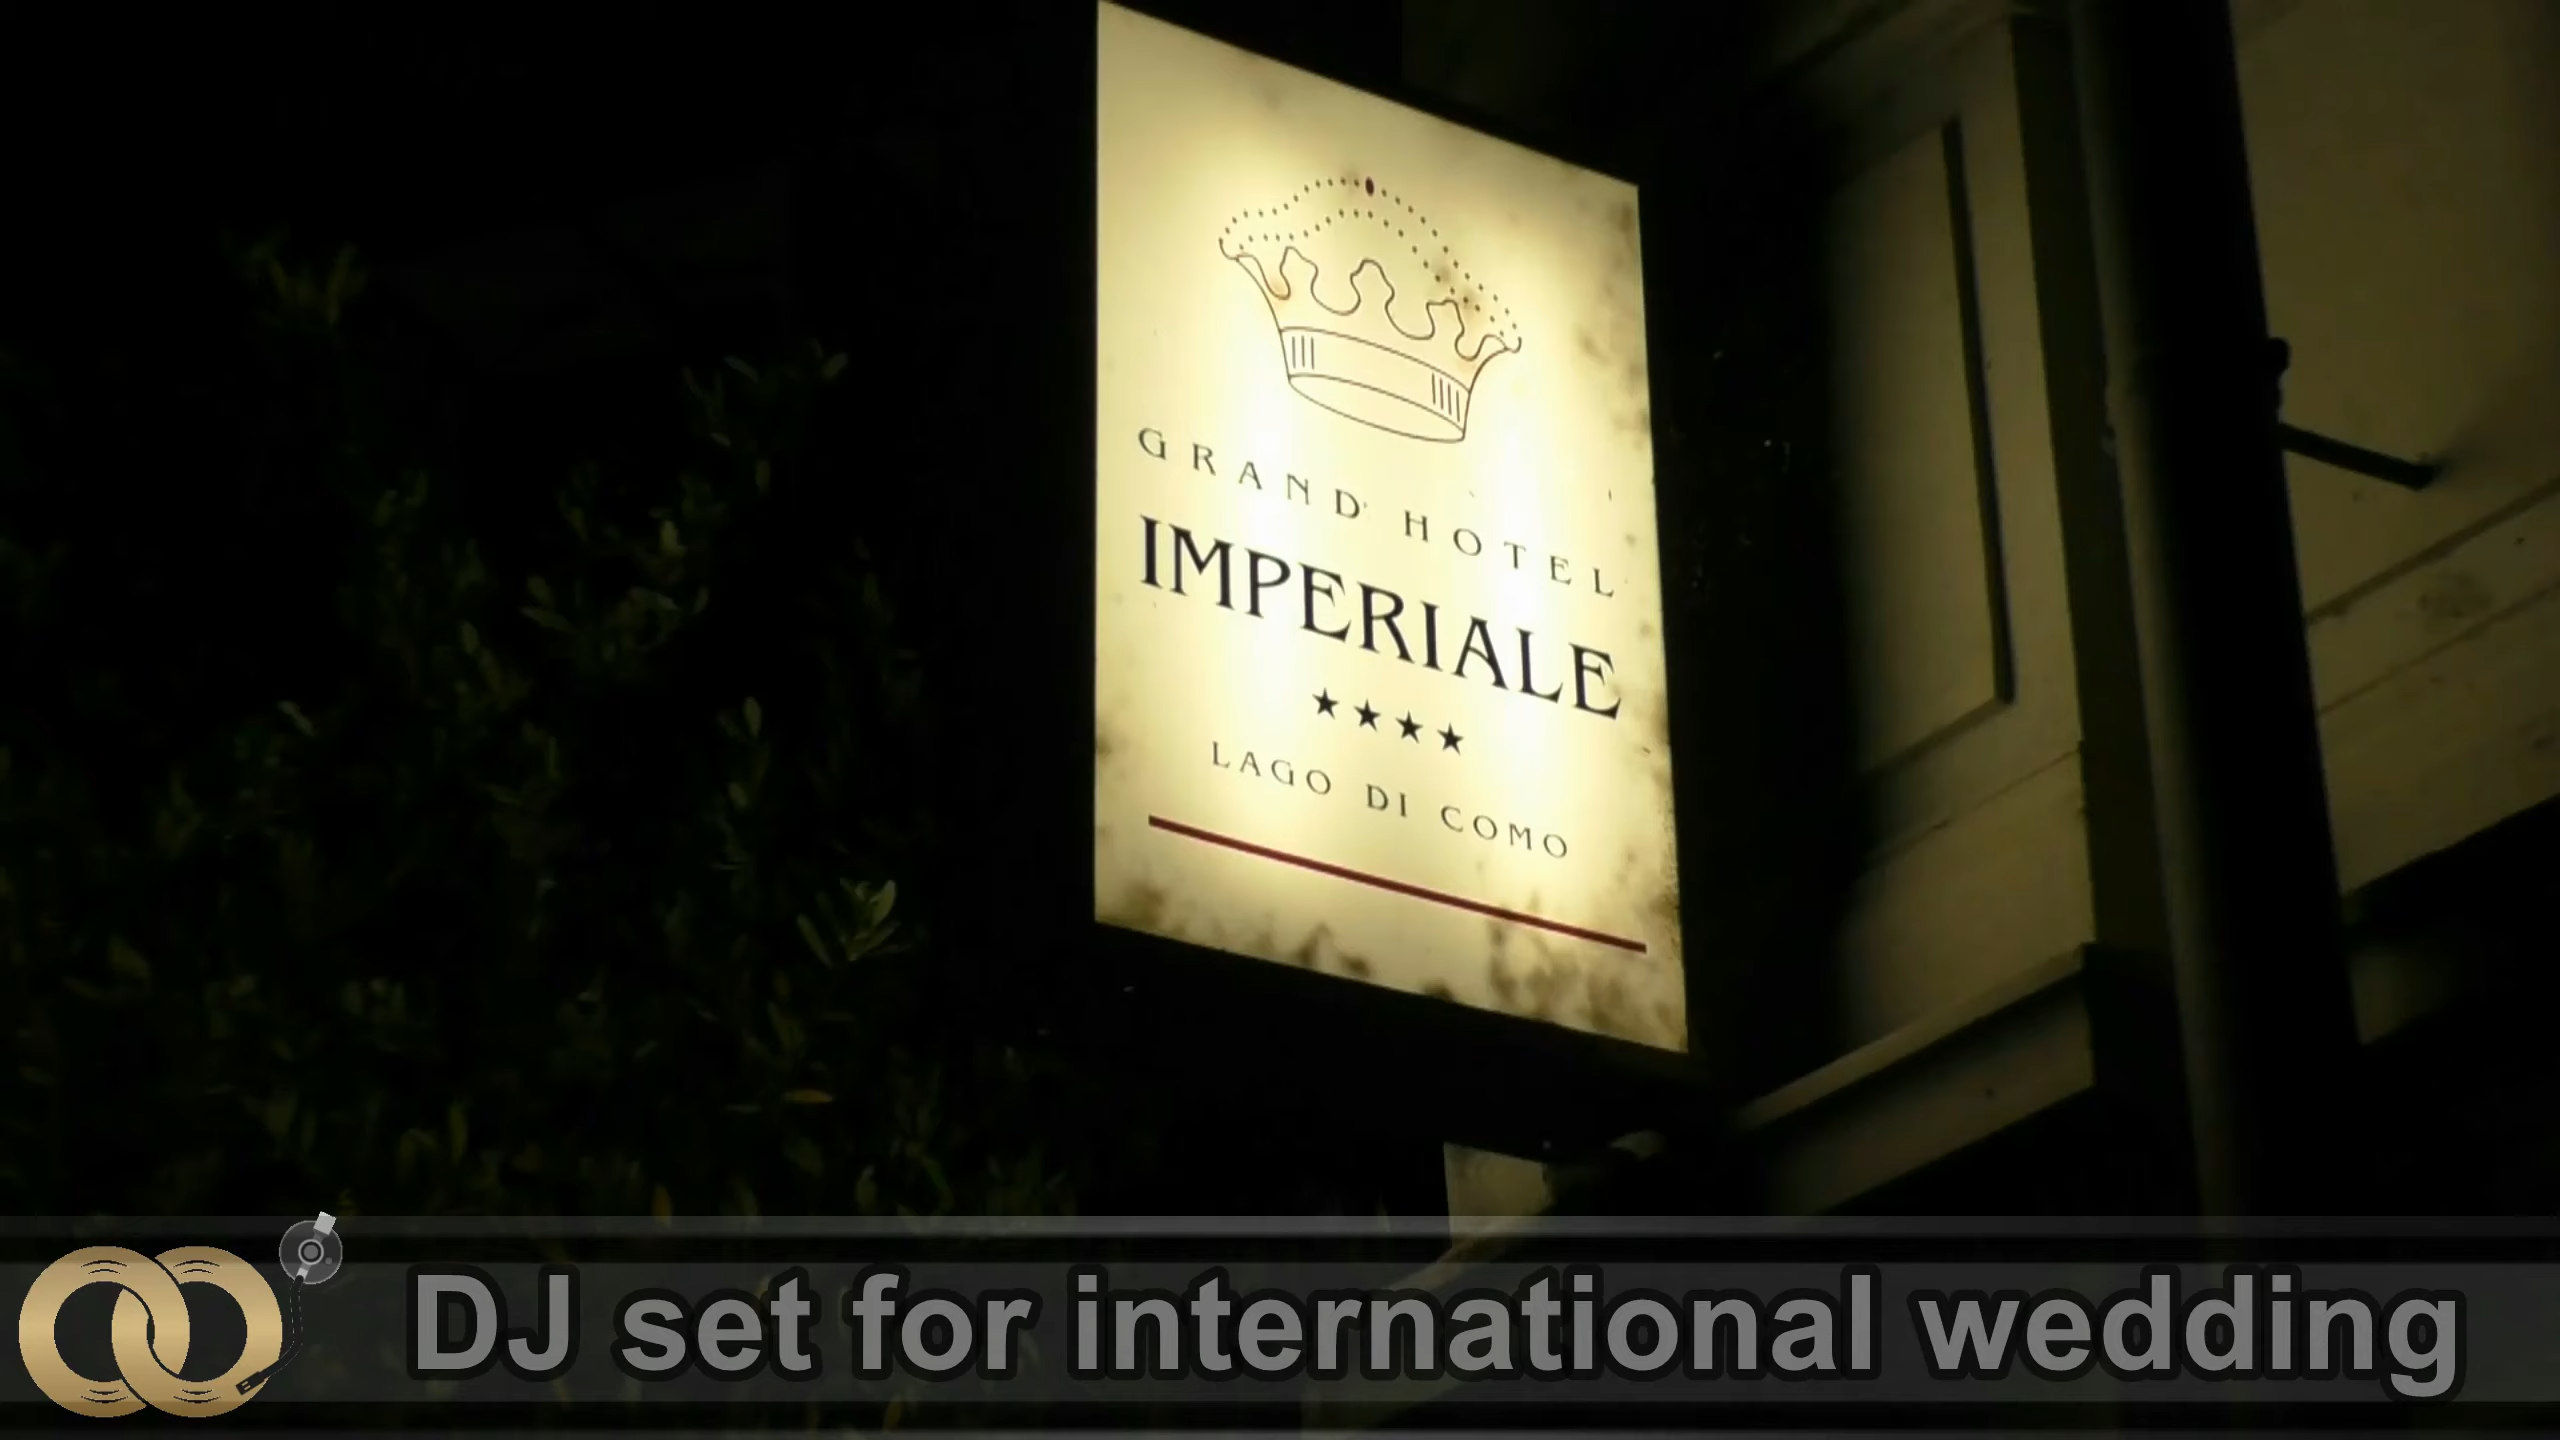 GRAND HOTEL
IMPERIALE
★★★★
LAGO DI COMO
DJ set for international wedding